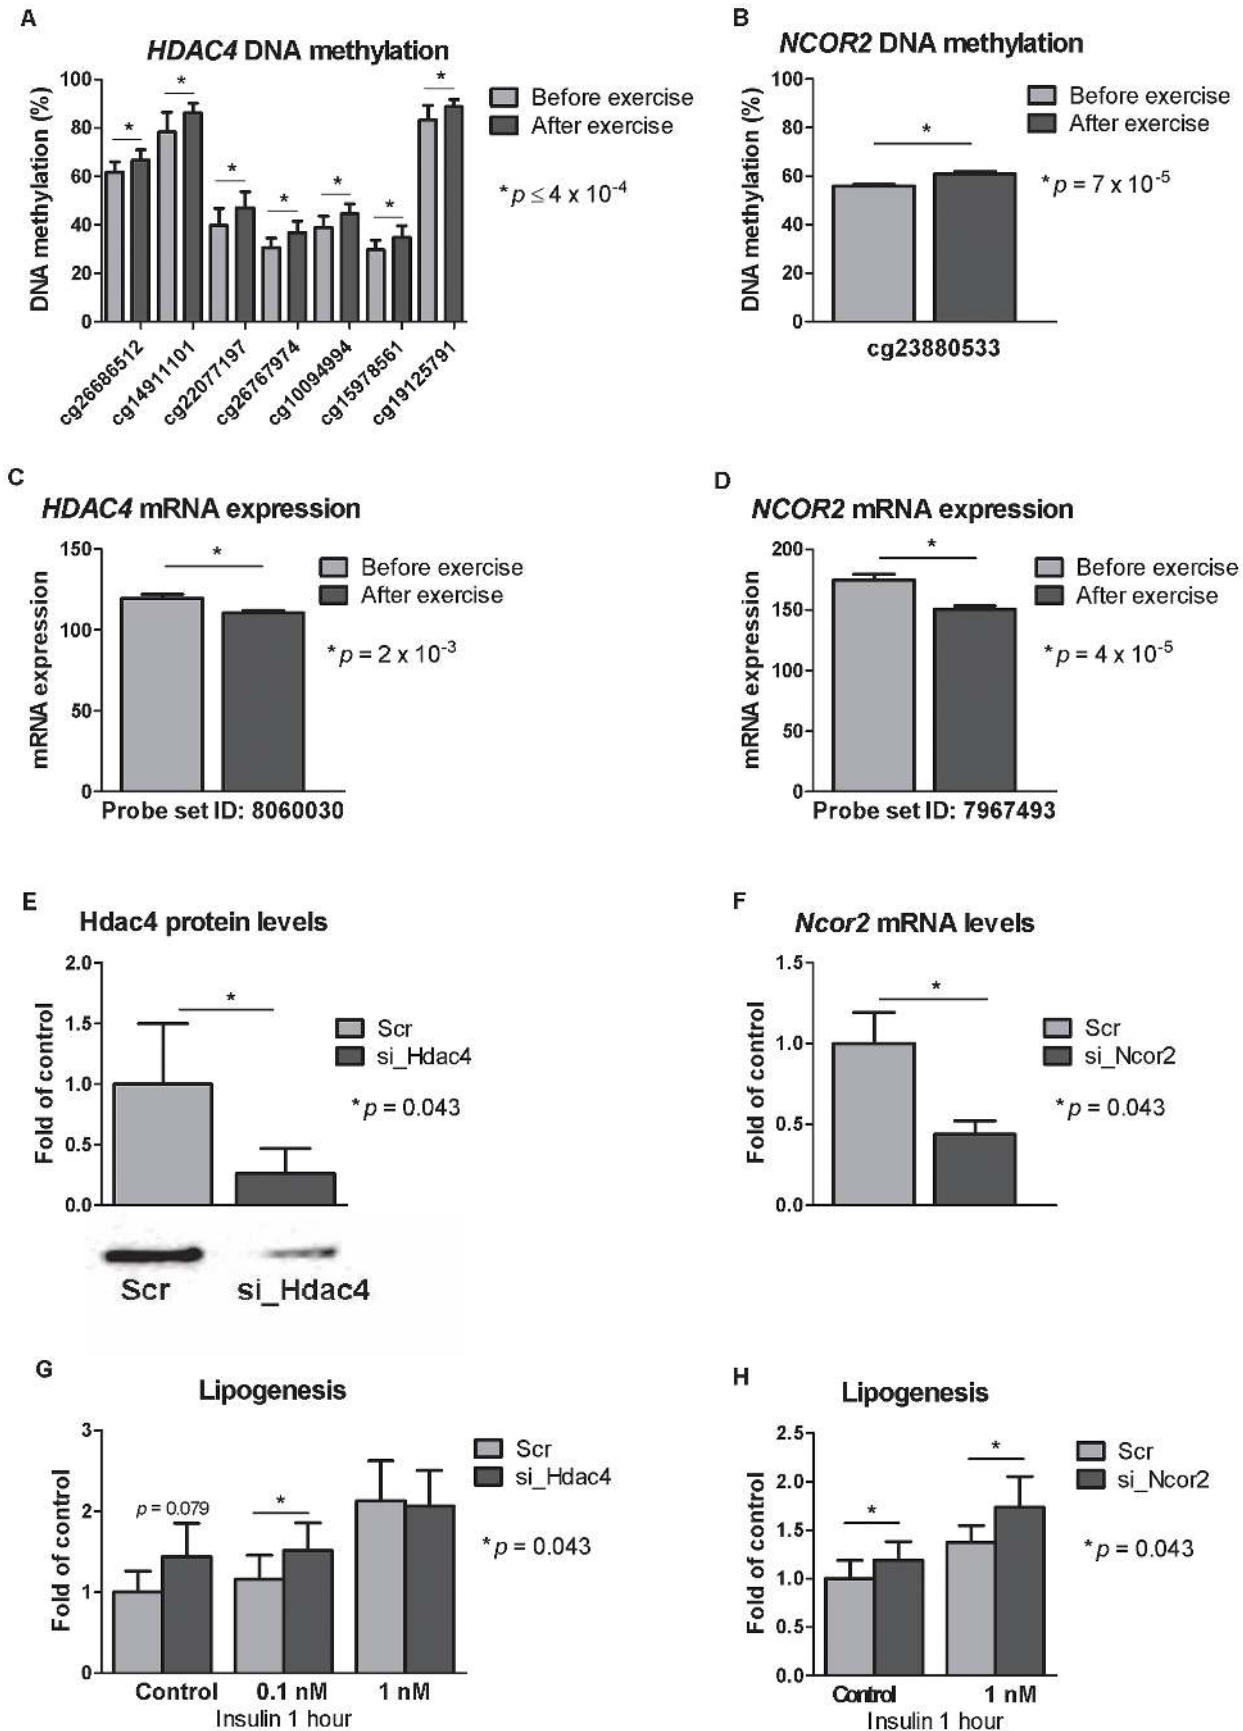 A
HDAC4 DNA methylation
DNA methylation (%)
100
80
60
40
20
0
*
*
*
*
*
*
*
cg26686512
cg14911101
cg22077197
cg26767974
cg10094994
cg15978561
cg19125791
Before exercise
After exercise
*p ≤ 4 x 10-4
B
NCOR2 DNA methylation
DNA methylation (%)
100
80
60
40
20
0
*
cg23880533
Before exercise
After exercise
*p = 7 x 10-5
C
HDAC4 mRNA expression
mRNA expression
150
100
50
0
*
Probe set ID: 8060030
Before exercise
After exercise
*p = 2 x 10-3
D
NCOR2 mRNA expression
mRNA expression
200
150
100
50
0
*
Probe set ID: 7967493
Before exercise
After exercise
*p = 4 x 10-5
E
Hdac4 protein levels
Fold of control
2.0
1.5
1.0
0.5
0.0
*
Scr
si_Hdac4
*p = 0.043
Scr si_Hdac4
F
Ncor2 mRNA levels
Fold of control
1.5
1.0
0.5
0.0
*
Scr
si_Ncor2
*p = 0.043
G
Lipogenesis
Fold of control
3
2
1
0
p = 0.079
*
Control 0.1 nM 1 nM
Insulin 1 hour
Scr
si_Hdac4
*p = 0.043
H
Lipogenesis
Fold of control
2.5
2.0
1.5
1.0
0.5
0.0
*
*
Control 1 nM
Insulin 1 hour
Scr
si_Ncor2
*p = 0.043